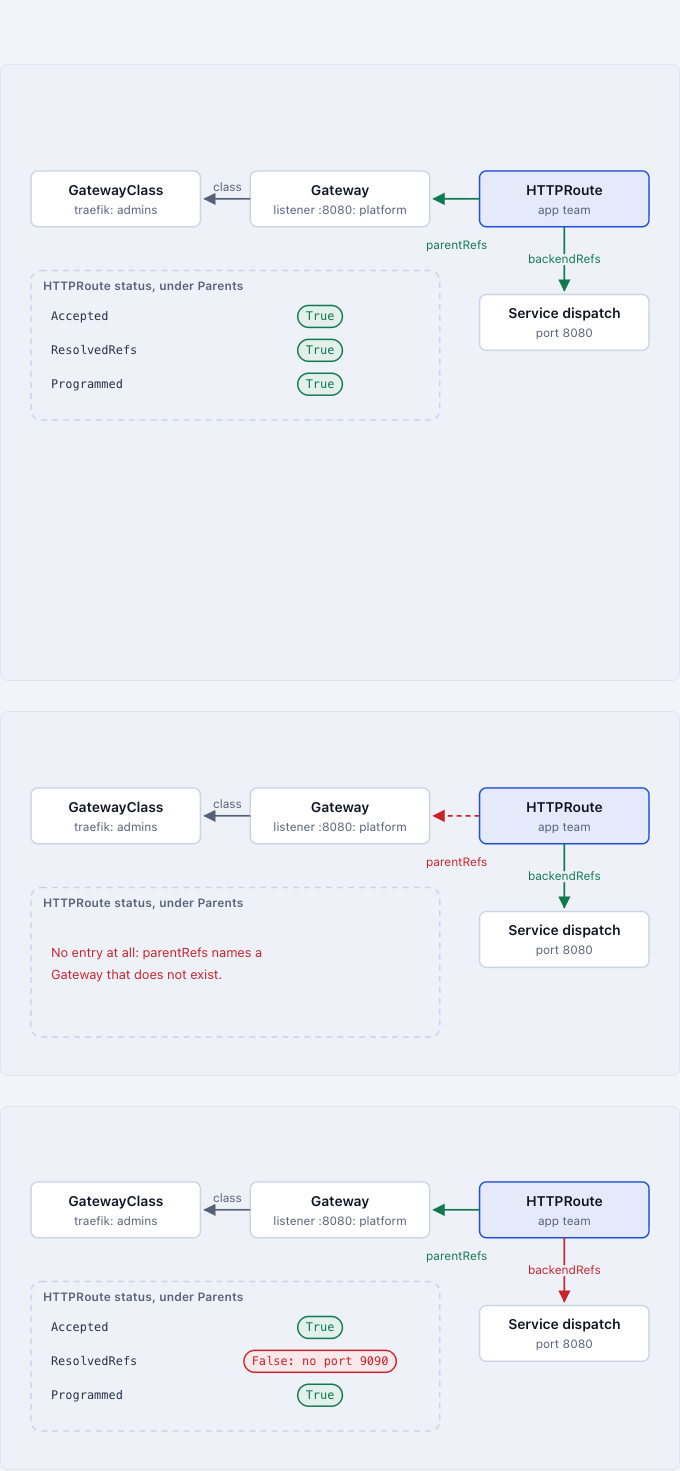 GatewayClass
traefik: admins
class
Gateway
listener :8080: platform
HTTPRoute
app team
parentRefs
backendRefs
HTTPRoute status, under Parents
Accepted True
ResolvedRefs True
Programmed True
Service dispatch
port 8080
GatewayClass
traefik: admins
class
Gateway
listener :8080: platform
HTTPRoute
app team
parentRefs
backendRefs
HTTPRoute status, under Parents
No entry at all: parentRefs names a
Gateway that does not exist.
Service dispatch
port 8080
GatewayClass
traefik: admins
class
Gateway
listener :8080: platform
HTTPRoute
app team
parentRefs
backendRefs
HTTPRoute status, under Parents
Accepted True
ResolvedRefs False: no port 9090
Programmed True
Service dispatch
port 8080